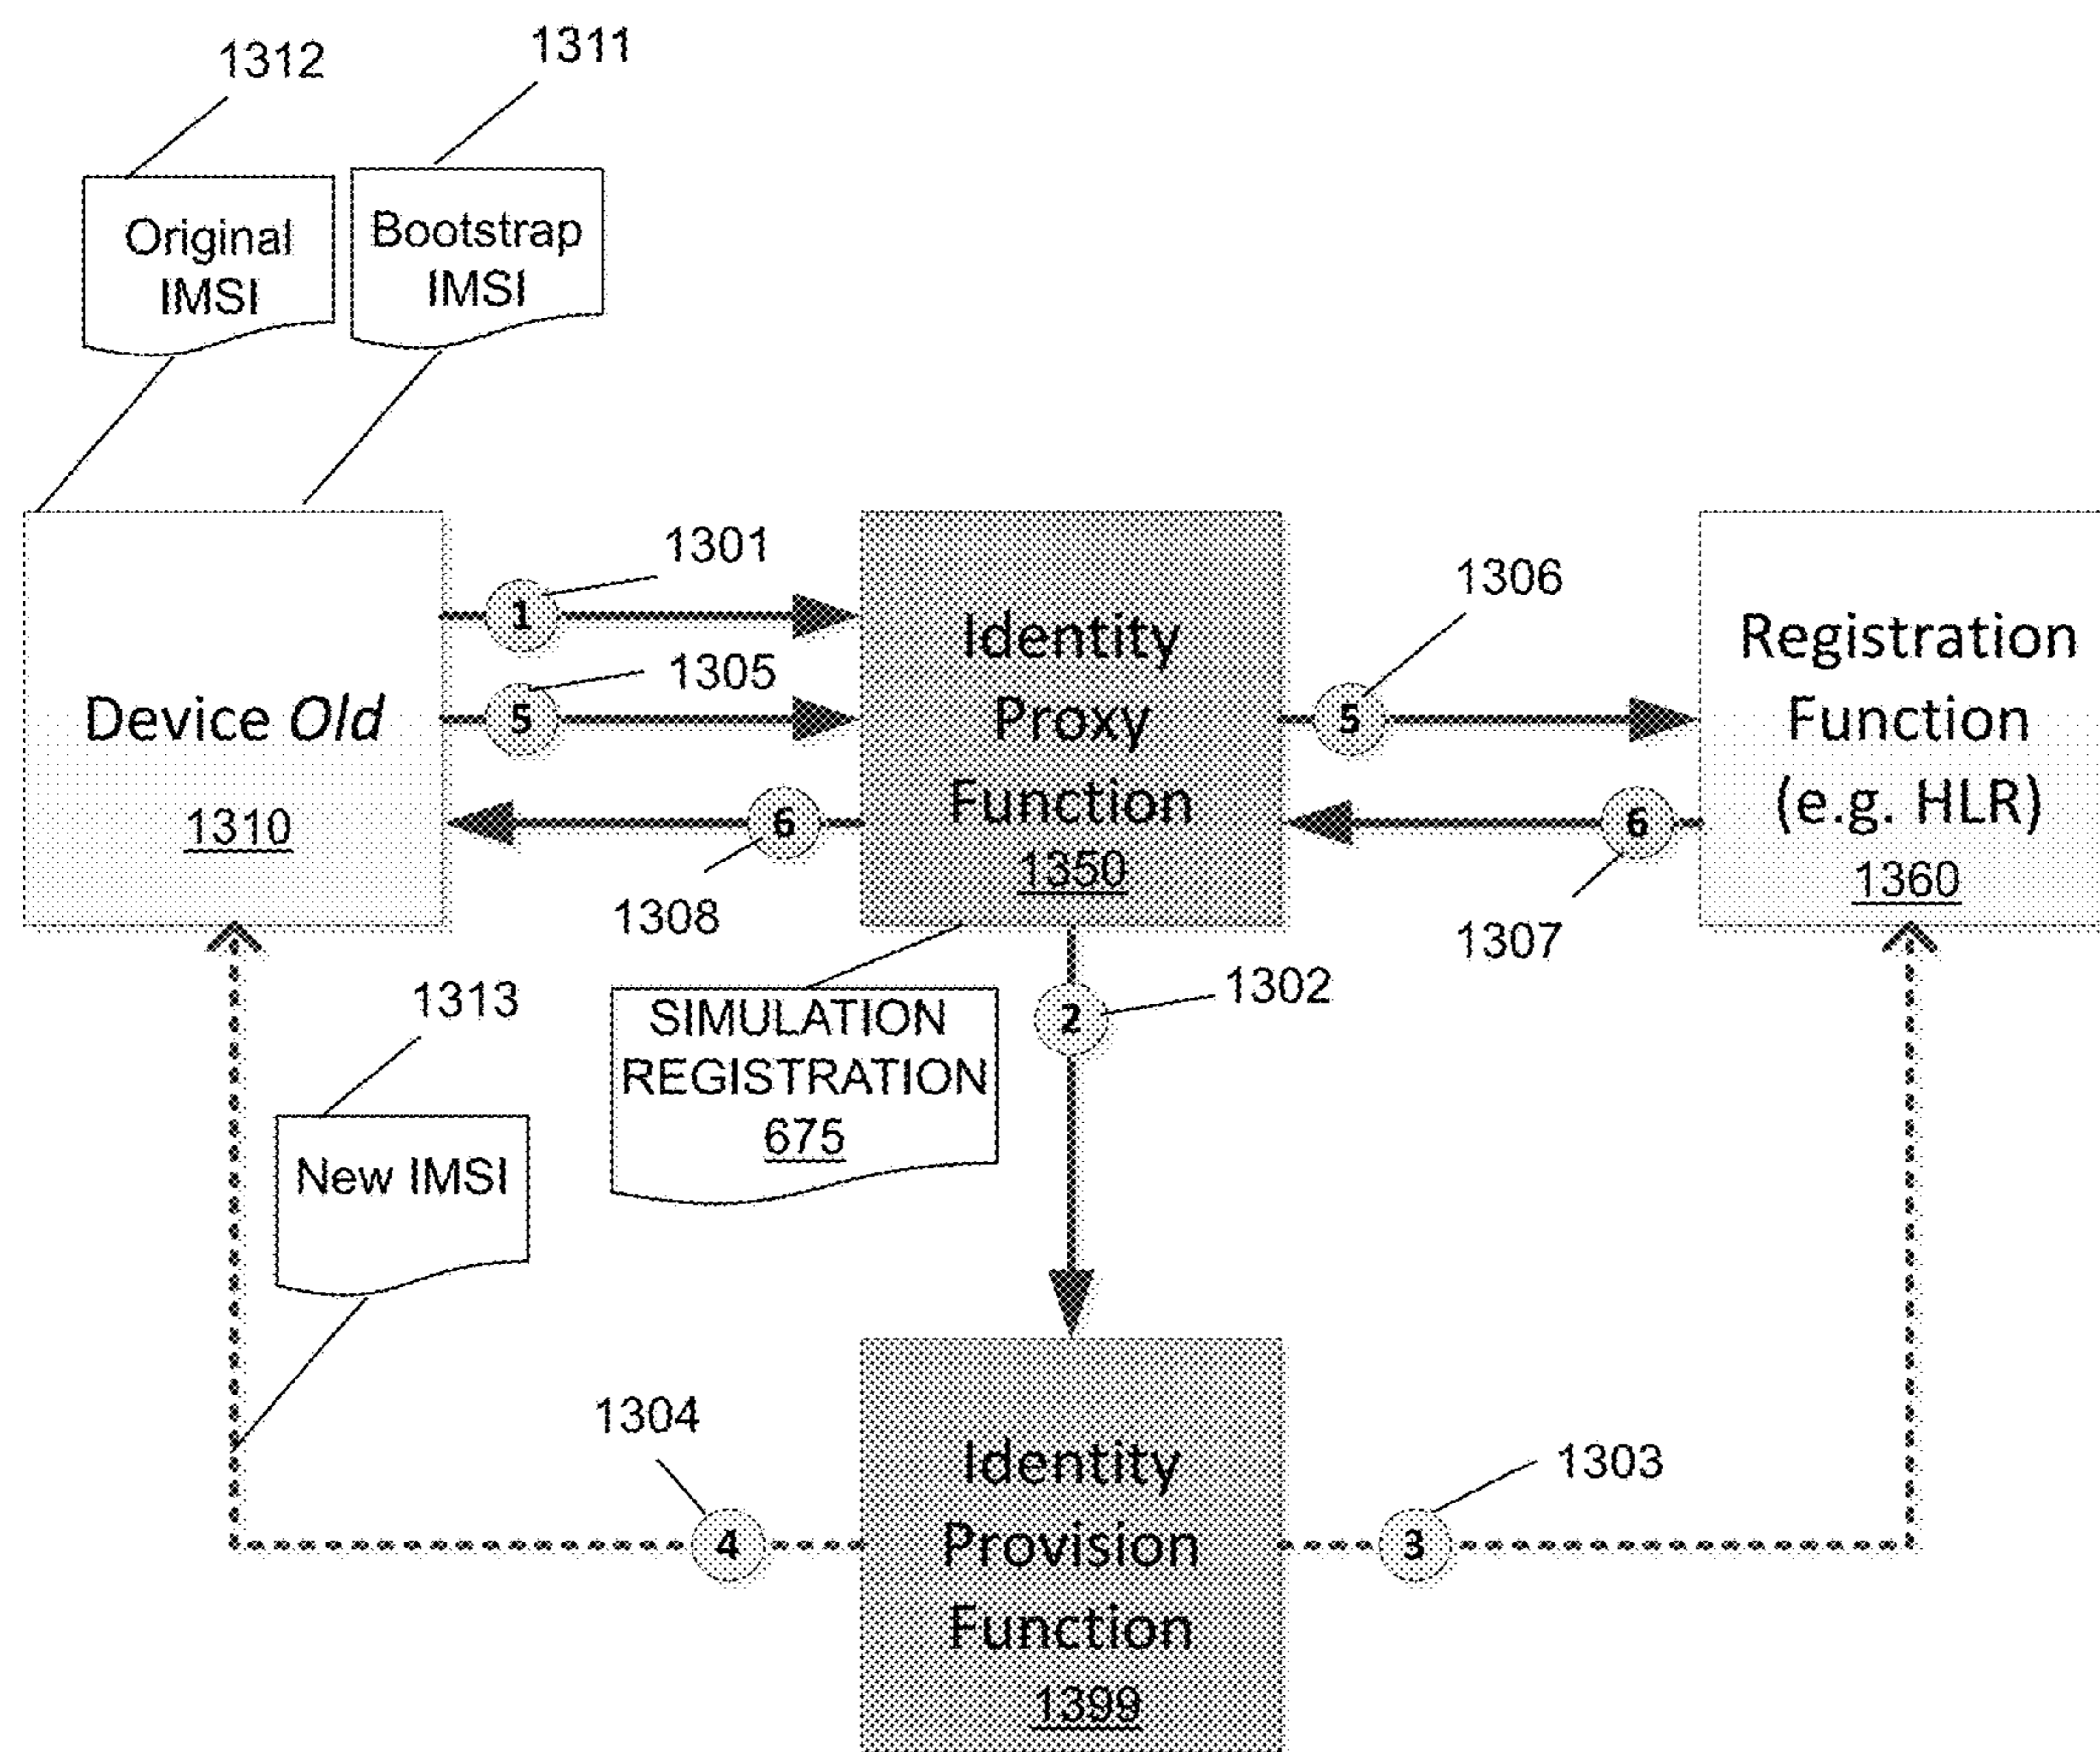 1312
1311
Original
IMSI
Bootstrap
IMSI
1301
1
1305
5
Device Old
1310
6
1308
Identity
Proxy
Function
1350
1306
5
6
1307
Registration
Function
(e.g. HLR)
1360
1313
New IMSI
SIMULATION
REGISTRATION
675
2
1302
1304
4
Identity
Provision
Function
1399
1303
3